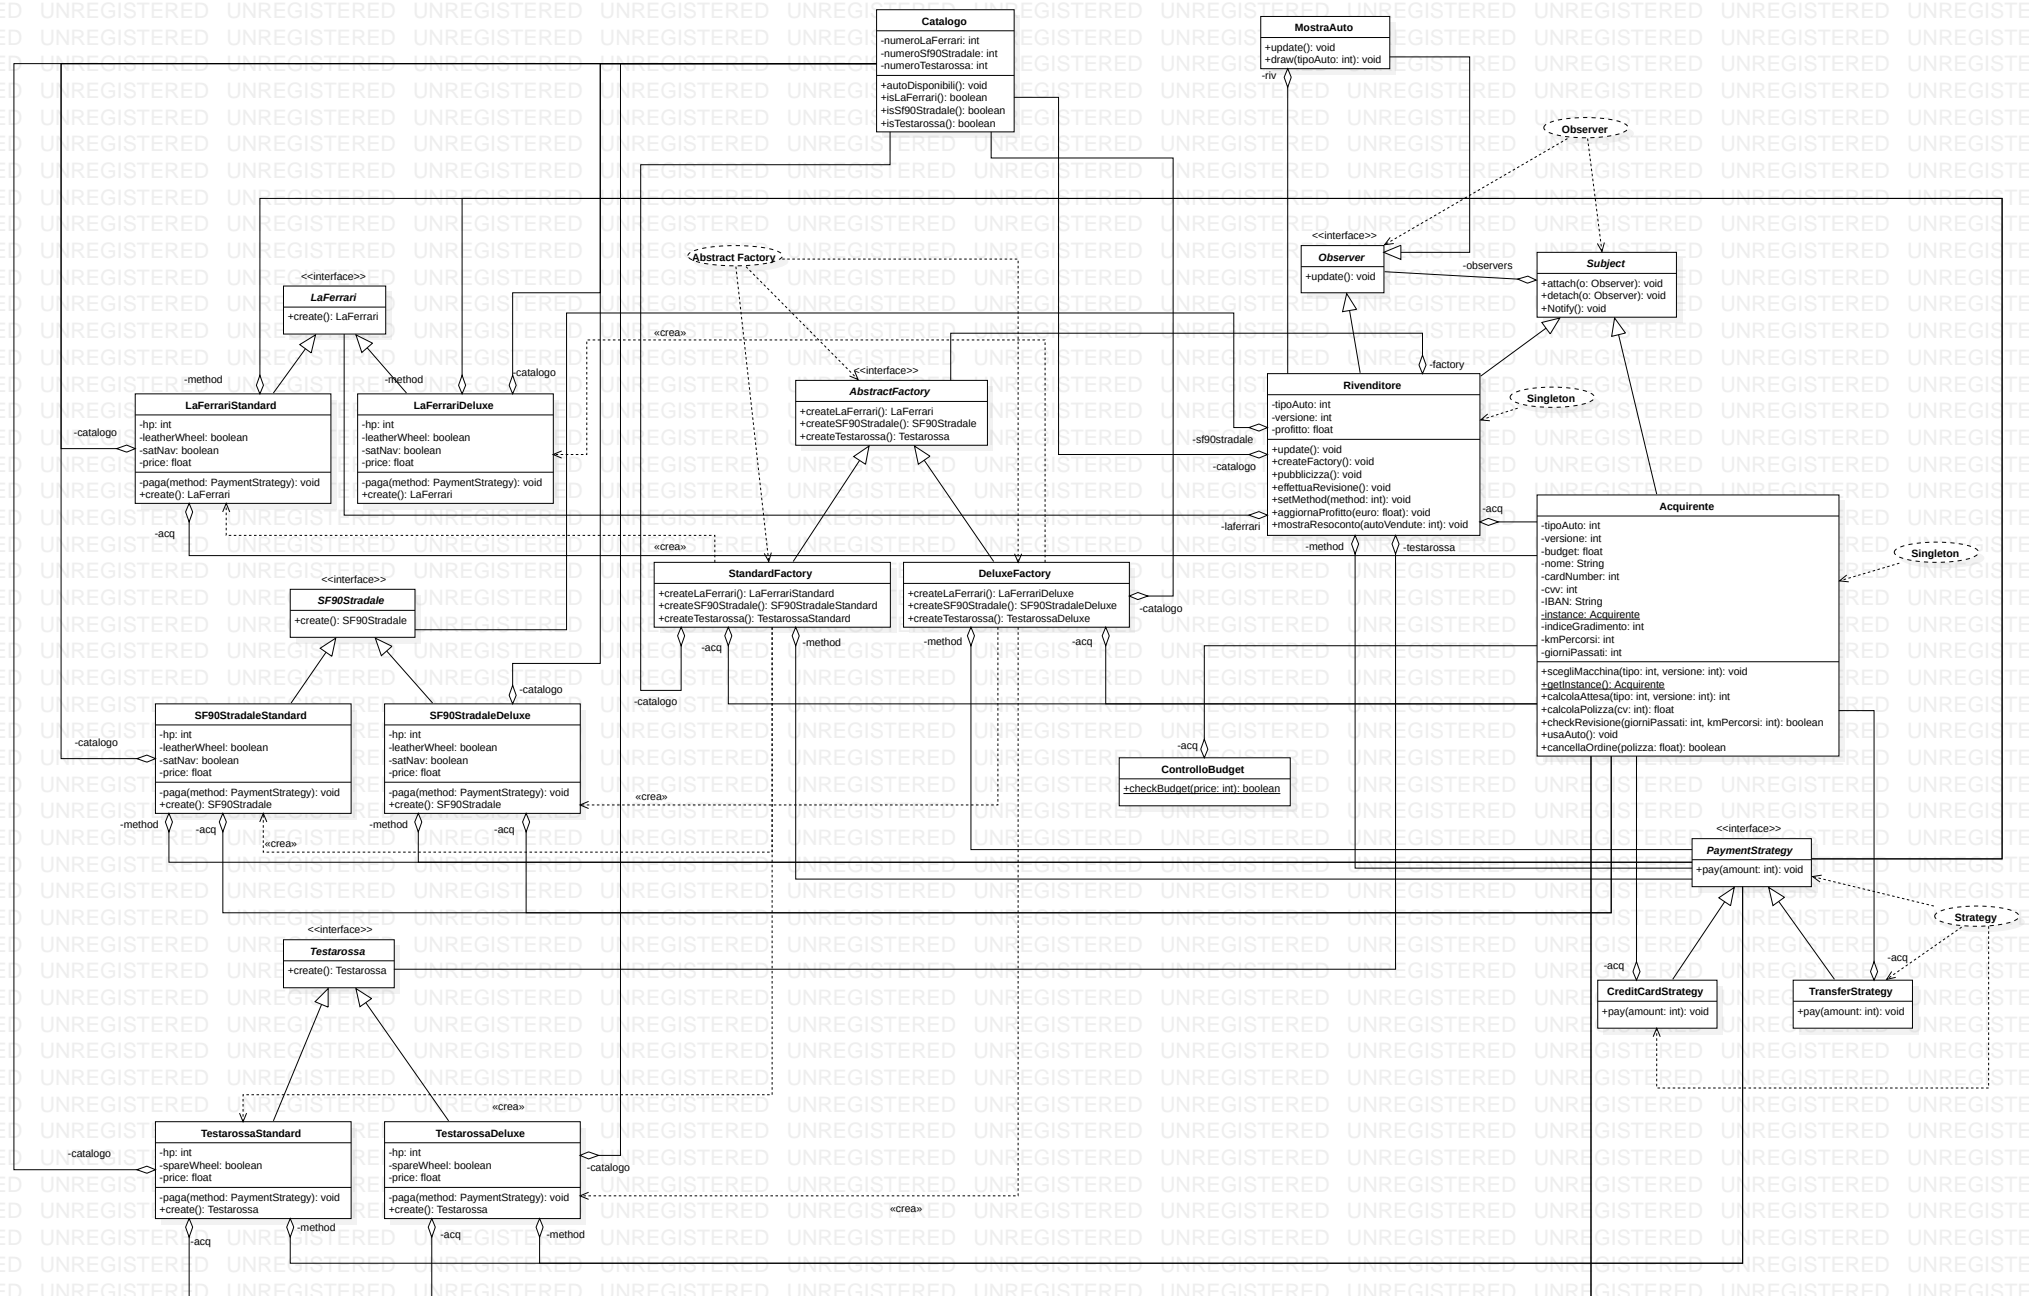 Catalogo
-numeroLaFerrari: int
-numeroSf90Stradale: int
-numeroTestarossa: int
+autoDisponibili(): void
+isLaFerrari(): boolean
+isSf90Stradale(): boolean
+isTestarossa(): boolean
MostraAuto
+update(): void
+draw(tipoAuto: int): void
-riv
Observer
<<interface>>
Observer
+update(): void
-observers
Subject
+attach(o: Observer): void
+detach(o: Observer): void
+Notify(): void
Abstract Factory
<<interface>>
LaFerrari
+create(): LaFerrari
«crea»
-method
-method
-catalogo
LaFerrariStandard
-hp: int
-leatherWheel: boolean
-satNav: boolean
-price: float
-paga(method: PaymentStrategy): void
+create(): LaFerrari
-catalogo
-acq
LaFerrariDeluxe
-hp: int
-leatherWheel: boolean
-satNav: boolean
-price: float
-paga(method: PaymentStrategy): void
+create(): LaFerrari
<<interface>>
AbstractFactory
+createLaFerrari(): LaFerrari
+createSF90Stradale(): SF90Stradale
+createTestarossa(): Testarossa
-factory
Rivenditore
-tipoAuto: int
-versione: int
-profitto: float
+update(): void
+createFactory(): void
+pubblicizza(): void
+effettuaRevisione(): void
+setMethod(method: int): void
+aggiornaProfitto(euro: float): void
+mostraResoconto(autoVendute: int): void
-sf90stradale
-catalogo
-laferrari
-method
-testarossa
-acq
Singleton
Acquirente
-tipoAuto: int
-versione: int
-budget: float
-nome: String
-cardNumber: int
-cvv: int
-IBAN: String
-instance: Acquirente
-indiceGradimento: int
-kmPercorsi: int
-giorniPassati: int
+scegliMacchina(tipo: int, versione: int): void
+getInstance(): Acquirente
+calcolaAttesa(tipo: int, versione: int): int
+calcolaPolizza(cv: int): float
+checkRevisione(giorniPassati: int, kmPercorsi: int): boolean
+usaAuto(): void
+cancellaOrdine(polizza: float): boolean
Singleton
«crea»
StandardFactory
+createLaFerrari(): LaFerrariStandard
+createSF90Stradale(): SF90StradaleStandard
+createTestarossa(): TestarossaStandard
-acq
-method
-catalogo
DeluxeFactory
+createLaFerrari(): LaFerrariDeluxe
+createSF90Stradale(): SF90StradaleDeluxe
+createTestarossa(): TestarossaDeluxe
-catalogo
-method
-acq
<<interface>>
SF90Stradale
+create(): SF90Stradale
-catalogo
-catalogo
SF90StradaleStandard
-hp: int
-leatherWheel: boolean
-satNav: boolean
-price: float
-paga(method: PaymentStrategy): void
+create(): SF90Stradale
-method
-acq
«crea»
SF90StradaleDeluxe
-hp: int
-leatherWheel: boolean
-satNav: boolean
-price: float
-paga(method: PaymentStrategy): void
+create(): SF90Stradale
-method
-acq
«crea»
-acq
ControlloBudget
+checkBudget(price: int): boolean
<<interface>>
PaymentStrategy
+pay(amount: int): void
Strategy
-acq
CreditCardStrategy
+pay(amount: int): void
-acq
TransferStrategy
+pay(amount: int): void
<<interface>>
Testarossa
+create(): Testarossa
«crea»
-catalogo
TestarossaStandard
-hp: int
-spareWheel: boolean
-price: float
-paga(method: PaymentStrategy): void
+create(): Testarossa
-acq
-method
TestarossaDeluxe
-hp: int
-spareWheel: boolean
-price: float
-paga(method: PaymentStrategy): void
+create(): Testarossa
-catalogo
-acq
-method
«crea»
UNREGISTERED